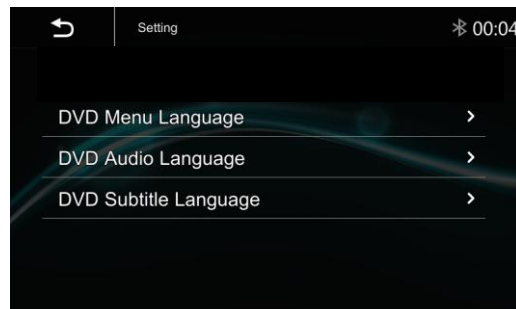 Setting
00:04
DVD Menu Language
DVD Audio Language
DVD Subtitle Language